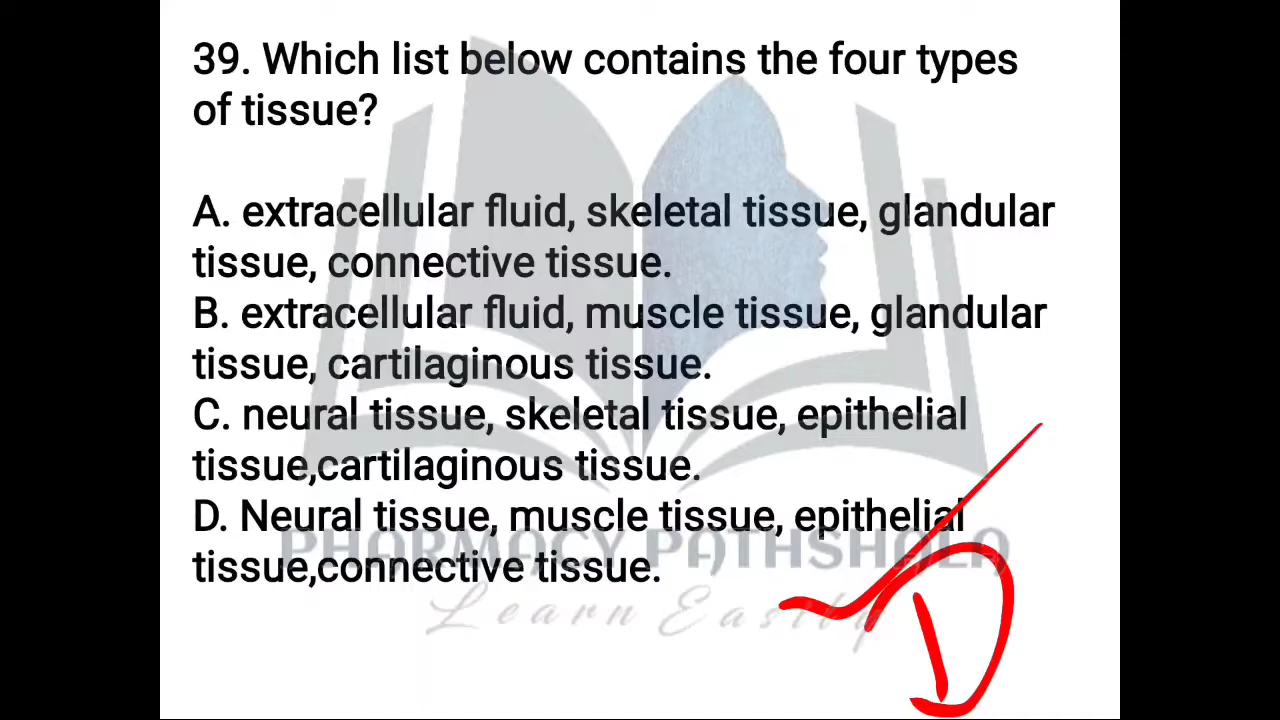 39. Which list below contains the four types
of tissue?
A. extracellular fluid, skeletal tissue, glandular
tissue, connective tissue.
B. extracellular fluid, muscle tissue, glandular
tissue, cartilaginous tissue.
C. neural tissue, skeletal tissue, epithelial
tissue,cartilaginous tissue.
D. Neural tissue, muscle tissue, epithelial
PHARMACY PATHSHALA
tissue,connective tissue.
Learn Easily
D